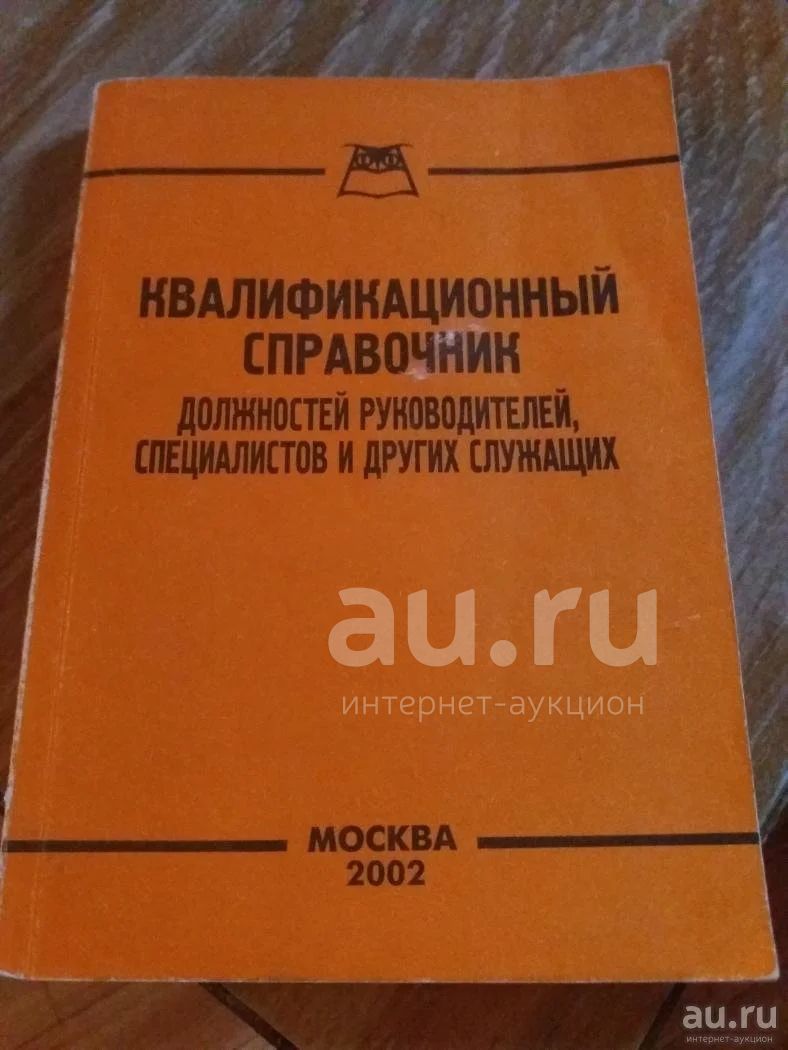 КВАЛИФИКАЦИОННЫЙ
СПРАВОЧНИК
ДОЛЖНОСТЕЙ РУКОВОДИТЕЛЕЙ,
СПЕЦИАЛИСТОВ И ДРУГИХ СЛУЖАЩИХ
au.ru
интернет-аукцион
МОСКВА
2002
au.ru
интернет-аукцион